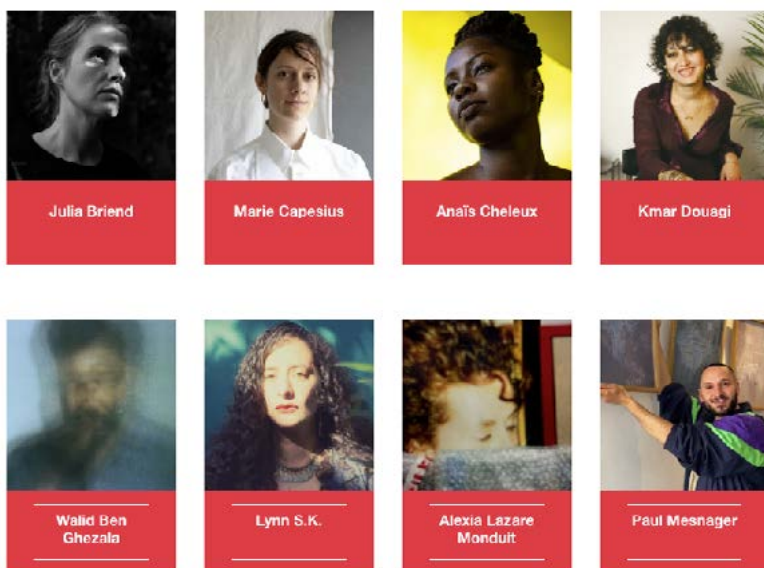 Julia Briend
Marie Capesius
Anaïs Cheleux
Kmar Douagi
Walid Ben
Ghezala
Lynn S.K.
Alexia Lazare
Monduit
Paul Mesnager